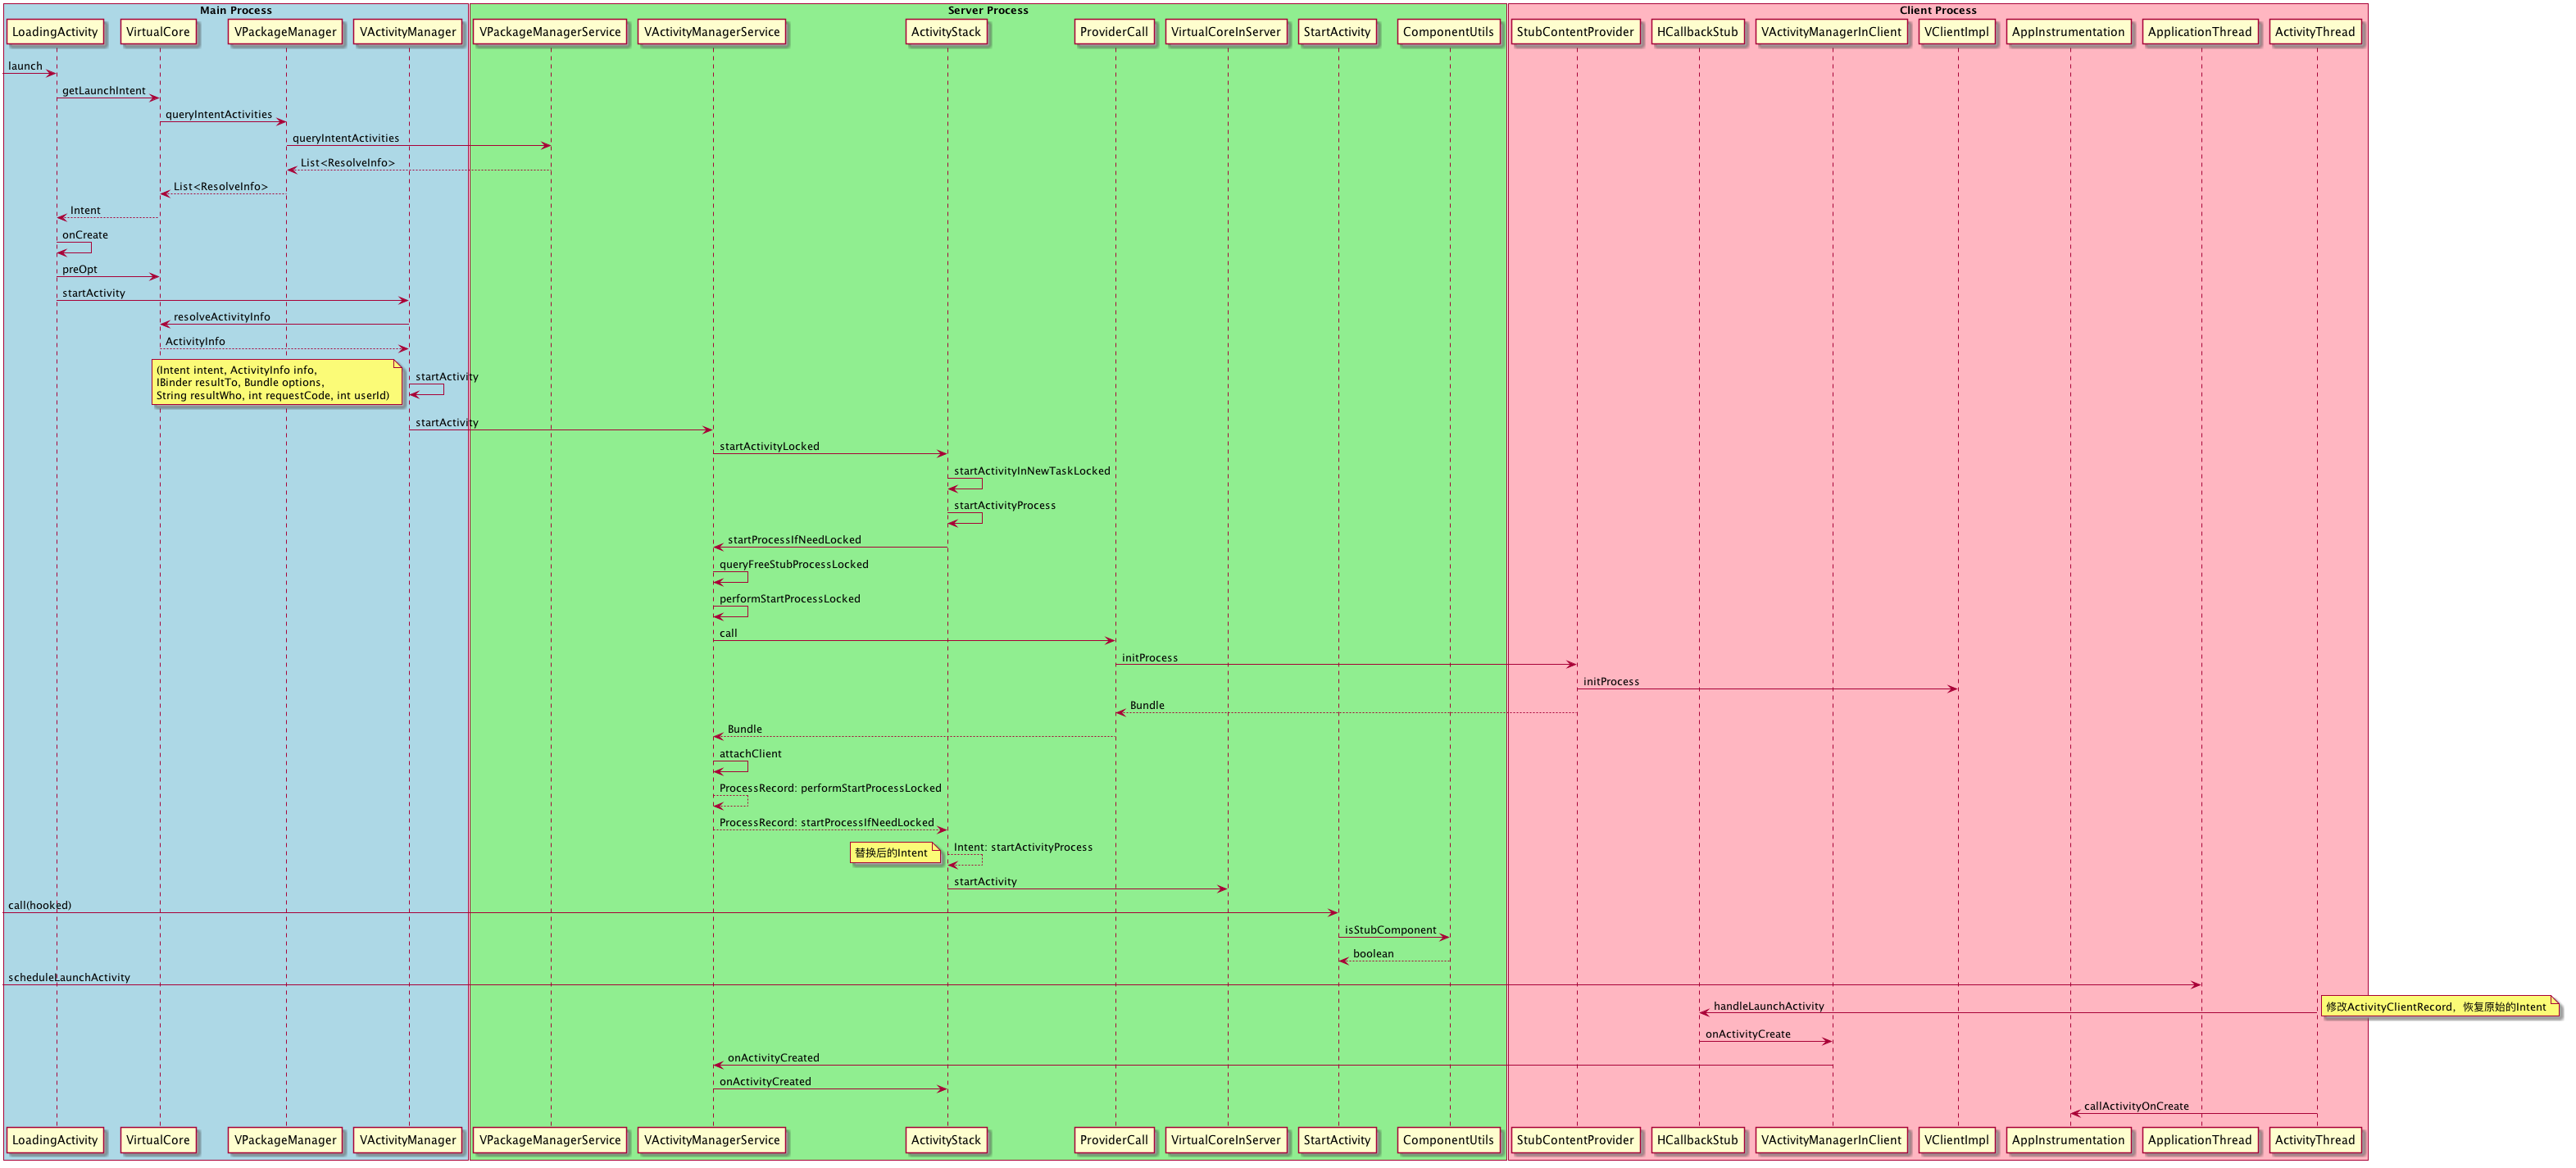 Main Process
Server Process
Client Process
LoadingActivity
VirtualCore
VPackageManager
VActivityManager
VPackageManagerService
VActivityManagerService
ActivityStack
ProviderCall
VirtualCoreInServer
StartActivity
ComponentUtils
StubContentProvider
HCallbackStub
VActivityManagerInClient
VClientImpl
AppInstrumentation
ApplicationThread
ActivityThread
launch
getLaunchIntent
queryIntentActivities
queryIntentActivities
List<ResolveInfo>
List<ResolveInfo>
Intent
onCreate
preOpt
startActivity
resolveActivityInfo
ActivityInfo
(Intent intent, ActivityInfo info,
IBinder resultTo, Bundle options,
String resultWho, int requestCode, int userId)
startActivity
startActivity
startActivityLocked
startActivityInNewTaskLocked
startActivityProcess
startProcessIfNeedLocked
queryFreeStubProcessLocked
performStartProcessLocked
call
initProcess
initProcess
Bundle
Bundle
attachClient
ProcessRecord: performStartProcessLocked
ProcessRecord: startProcessIfNeedLocked
替换后的Intent
Intent: startActivityProcess
startActivity
call(hooked)
isStubComponent
boolean
scheduleLaunchActivity
handleLaunchActivity
修改ActivityClientRecord，恢复原始的Intent
onActivityCreate
onActivityCreated
onActivityCreated
callActivityOnCreate
LoadingActivity
VirtualCore
VPackageManager
VActivityManager
VPackageManagerService
VActivityManagerService
ActivityStack
ProviderCall
VirtualCoreInServer
StartActivity
ComponentUtils
StubContentProvider
HCallbackStub
VActivityManagerInClient
VClientImpl
AppInstrumentation
ApplicationThread
ActivityThread